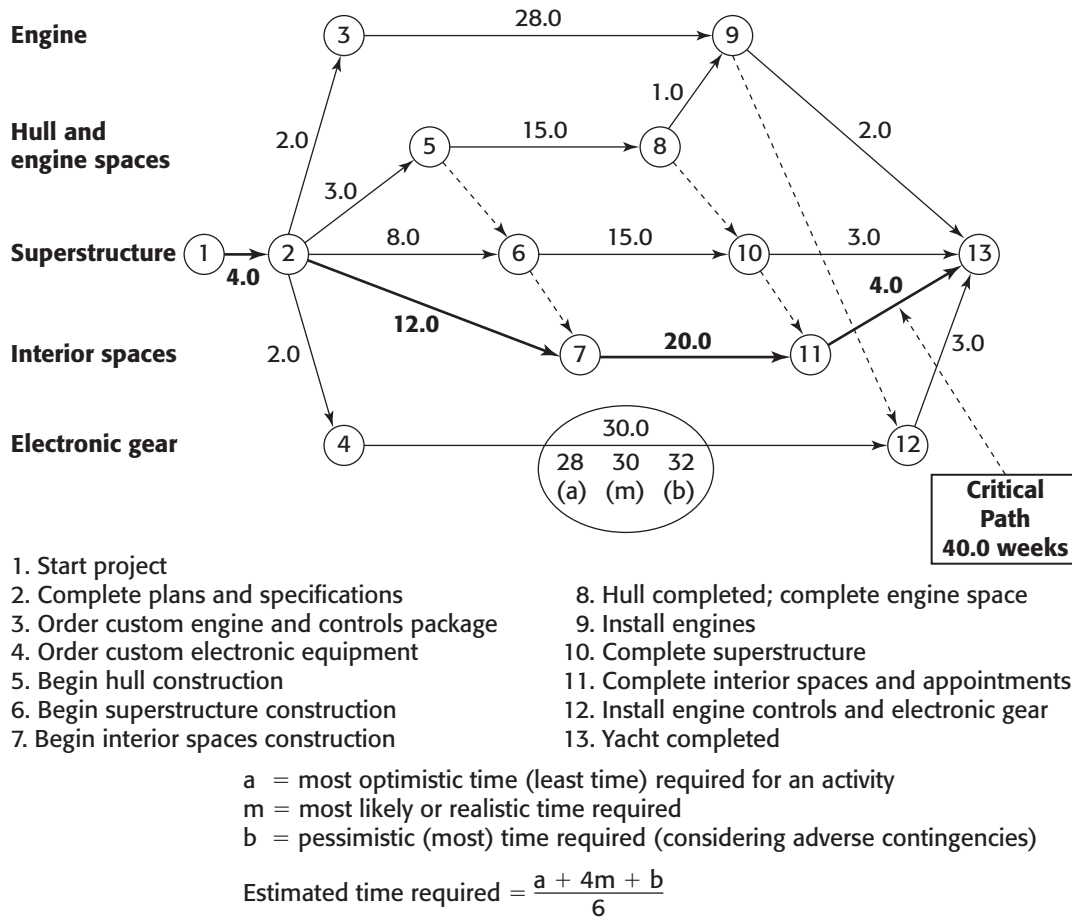 Engine
3
28.0
9
2.0
1.0
2.0
Hull and
engine spaces
5
15.0
8
3.0
Superstructure
1
4.0
2
8.0
6
15.0
10
3.0
13
12.0
4.0
Interior spaces
7
20.0
11
2.0
3.0
Electronic gear
4
30.0
12
28 30 32
(a) (m) (b)
Critical
Path
40.0 weeks
1. Start project
2. Complete plans and specifications
3. Order custom engine and controls package
4. Order custom electronic equipment
5. Begin hull construction
6. Begin superstructure construction
7. Begin interior spaces construction
8. Hull completed; complete engine space
9. Install engines
10. Complete superstructure
11. Complete interior spaces and appointments
12. Install engine controls and electronic gear
13. Yacht completed
a = most optimistic time (least time) required for an activity
m = most likely or realistic time required
b = pessimistic (most) time required (considering adverse contingencies)
Estimated time required = a + 4m + b
6